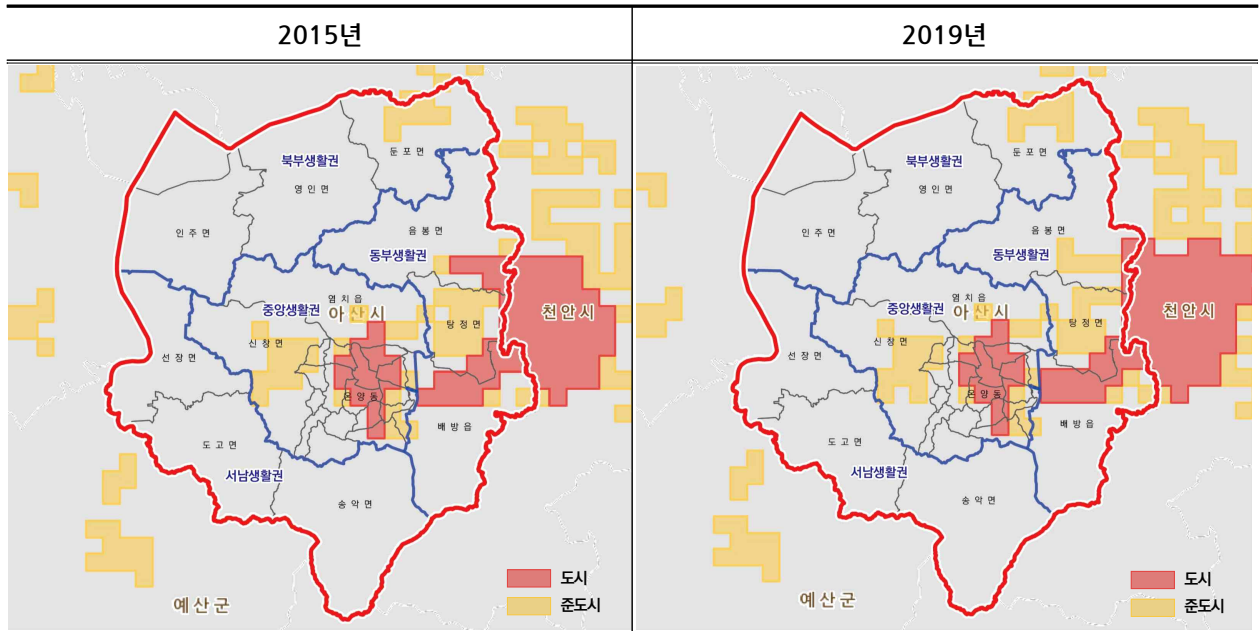 2015년
2019년
둔포면
북부생활권
영인면
인주면
음봉면
동부생활권
염치읍
중앙생활권
아산시
탕정면
천안시
신창면
선장면
온양동
배방읍
도고면
서남생활권
송악면
도시
준도시
예산군
둔포면
북부생활권
영인면
인주면
음봉면
동부생활권
염치읍
중앙생활권
아산시
탕정면
천안시
신창면
선장면
온양동
배방읍
도고면
서남생활권
송악면
도시
준도시
예산군